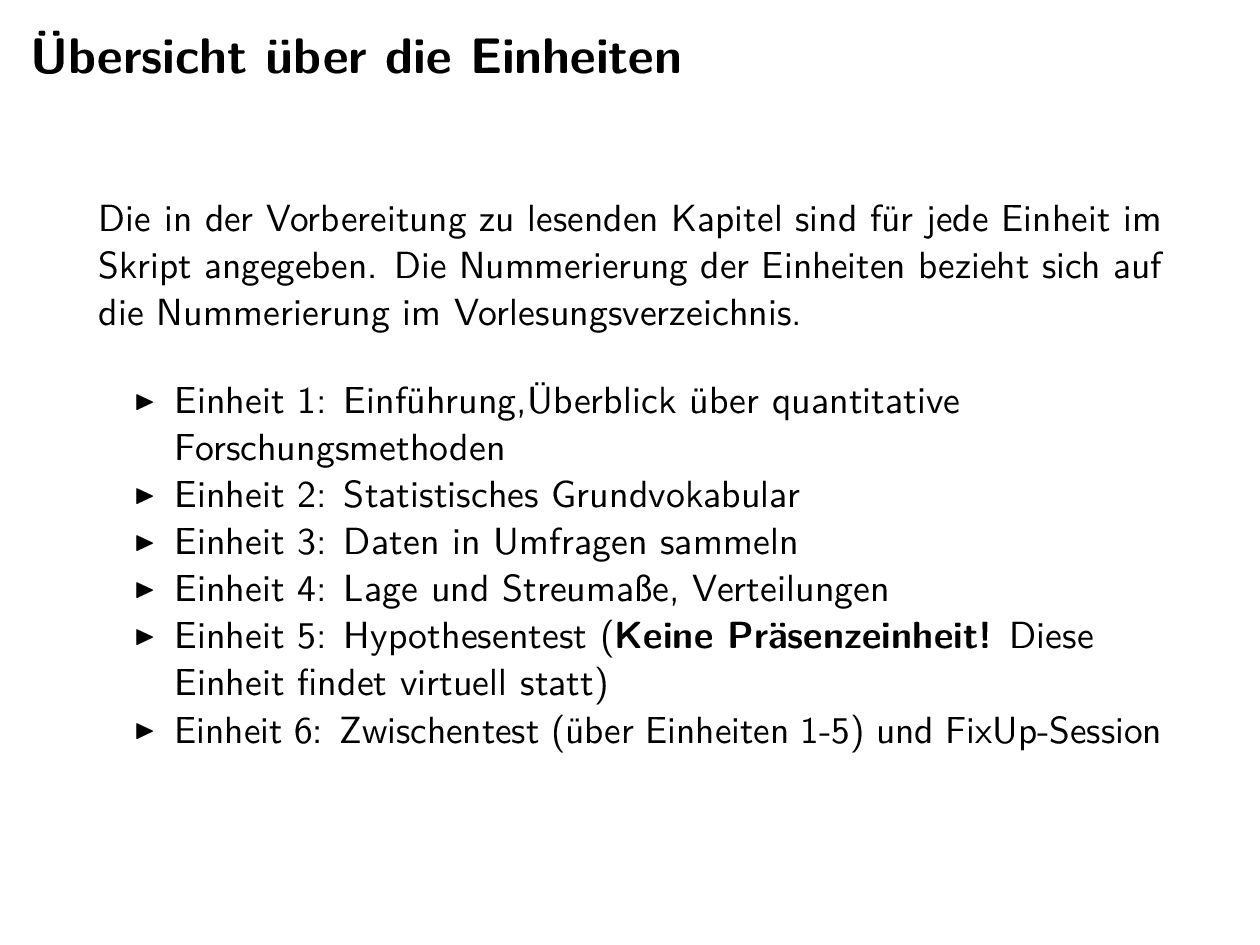 Übersicht über die Einheiten
Die in der Vorbereitung zu lesenden Kapitel sind für jede Einheit im
Skript angegeben. Die Nummerierung der Einheiten bezieht sich auf
die Nummerierung im Vorlesungsverzeichnis.
▶ Einheit 1: Einführung,Überblick über quantitative
Forschungsmethoden
▶ Einheit 2: Statistisches Grundvokabular
▶ Einheit 3: Daten in Umfragen sammeln
▶ Einheit 4: Lage und Streumaße, Verteilungen
▶ Einheit 5: Hypothesentest (Keine Präsenzeinheit! Diese
Einheit findet virtuell statt)
▶ Einheit 6: Zwischentest (über Einheiten 1-5) und FixUp-Session